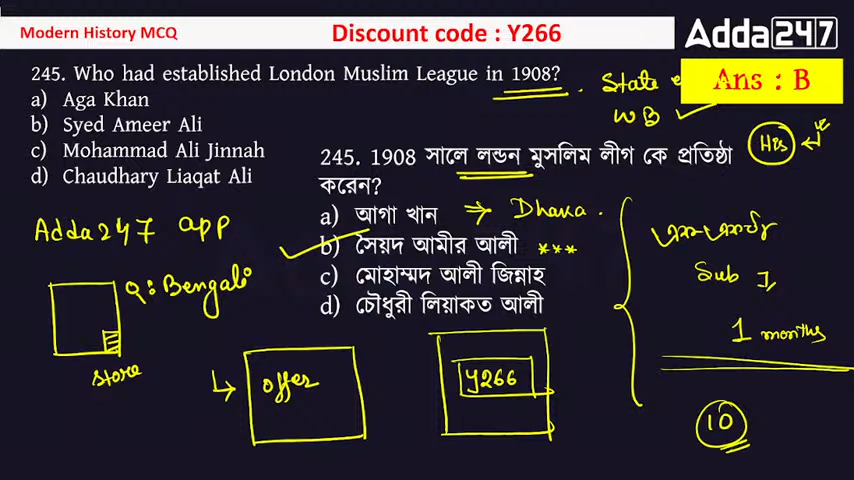 Modern History MCQ
Discount code : Y266
Adda247
245. Who had established London Muslim League in 1908?
a) Aga Khan
b) Syed Ameer Ali
c) Mohammad Ali Jinnah
d) Chaudhary Liaqat Ali
Ans : B
State
WB
245. 1908 সালে লন্ডন মুসলিম লীগ কে প্রতিষ্ঠা
করেন?
a) আগা খান
Dhaka.
b) সৈয়দ আমীর আলী
***
c) মোহাম্মদ আলী জিন্নাহ
d) চৌধুরী লিয়াকত আলী
Adda247 app
Q: Bengali
store
offer
Y266
Sub
1 months
10